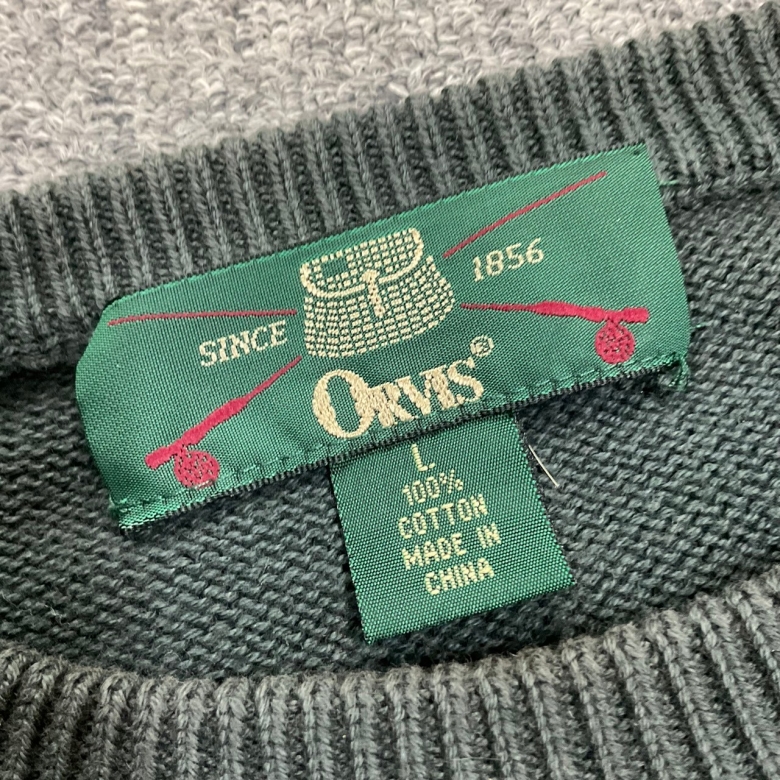 SINCE 1856
ORVIS®
L
100%
COTTON
MADE IN
CHINA